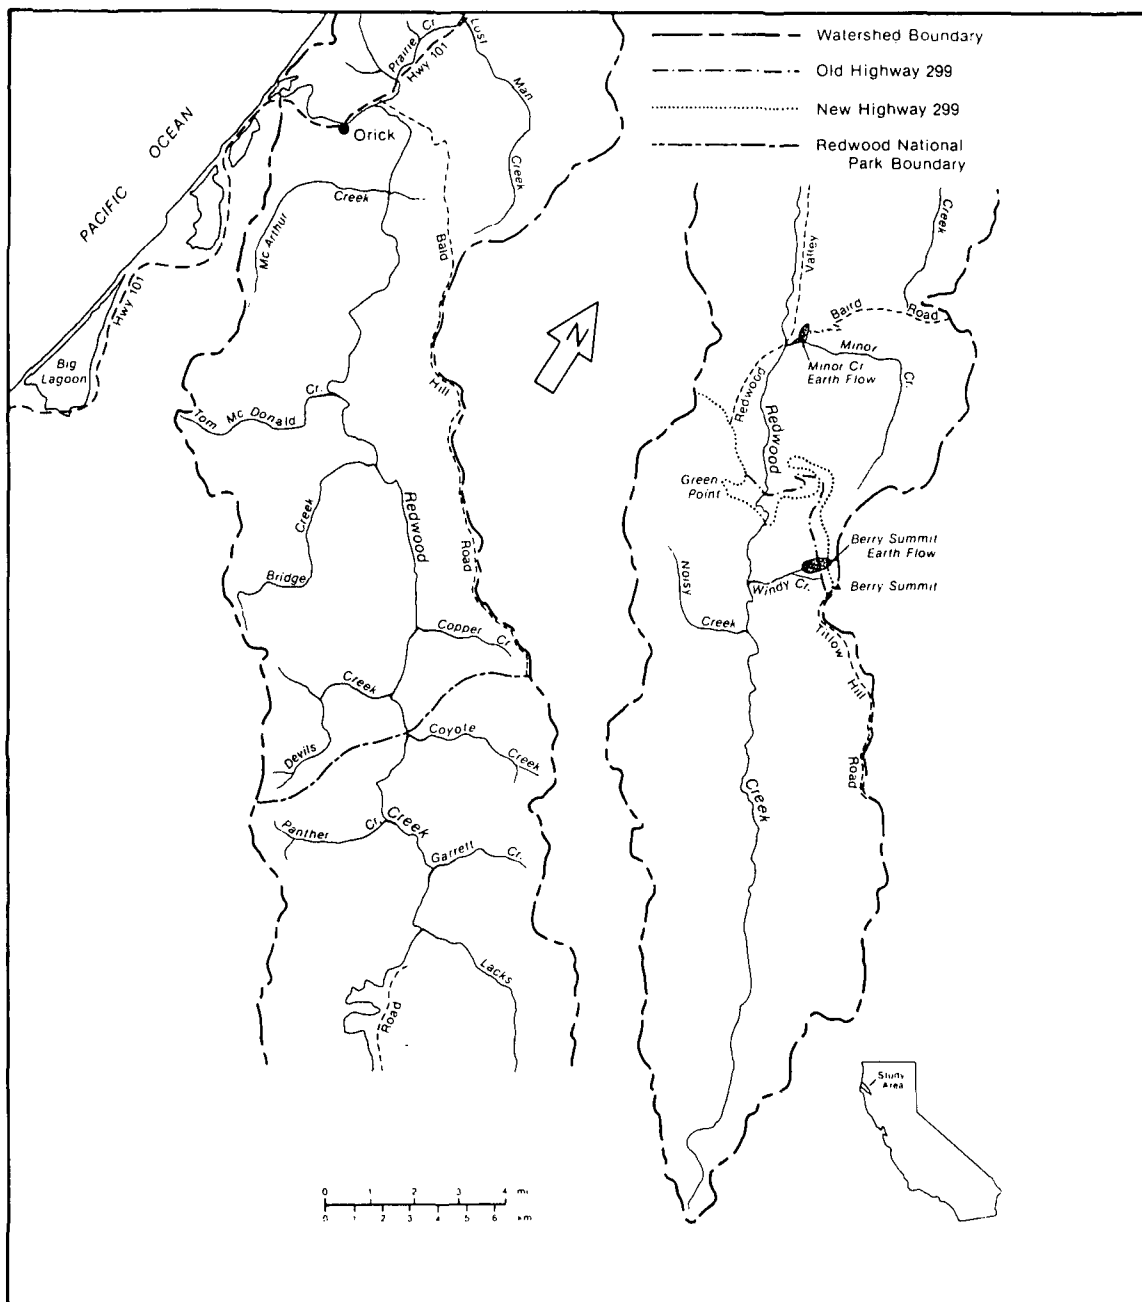 Watershed Boundary
Old Highway 299
New Highway 299
Redwood National
Park Boundary
PACIFIC OCEAN
Prairie Cr
Hwy 101
Lost Man Creek
Orick
Mc Arthur Creek
Bald Hill Road
Hwy 101
Big
Lagoon
N
Tom Mc Donald Cr.
Redwood Creek
Bridge Creek
Copper Cr
Devils Creek
Coyote Creek
Panther Cr.
Garrett Cr.
Lacks Creek
Redwood Valley Road
Baird Road
Minor Cr.
Minor Cr
Earth Flow
Redwood Creek
Green
Point
Berry Summit
Earth Flow
Berry Summit
Windy Cr.
Noisy Creek
Titlow Hill Road
Study
Area
0 1 2 3 4 mi
0 1 2 3 4 5 6 km